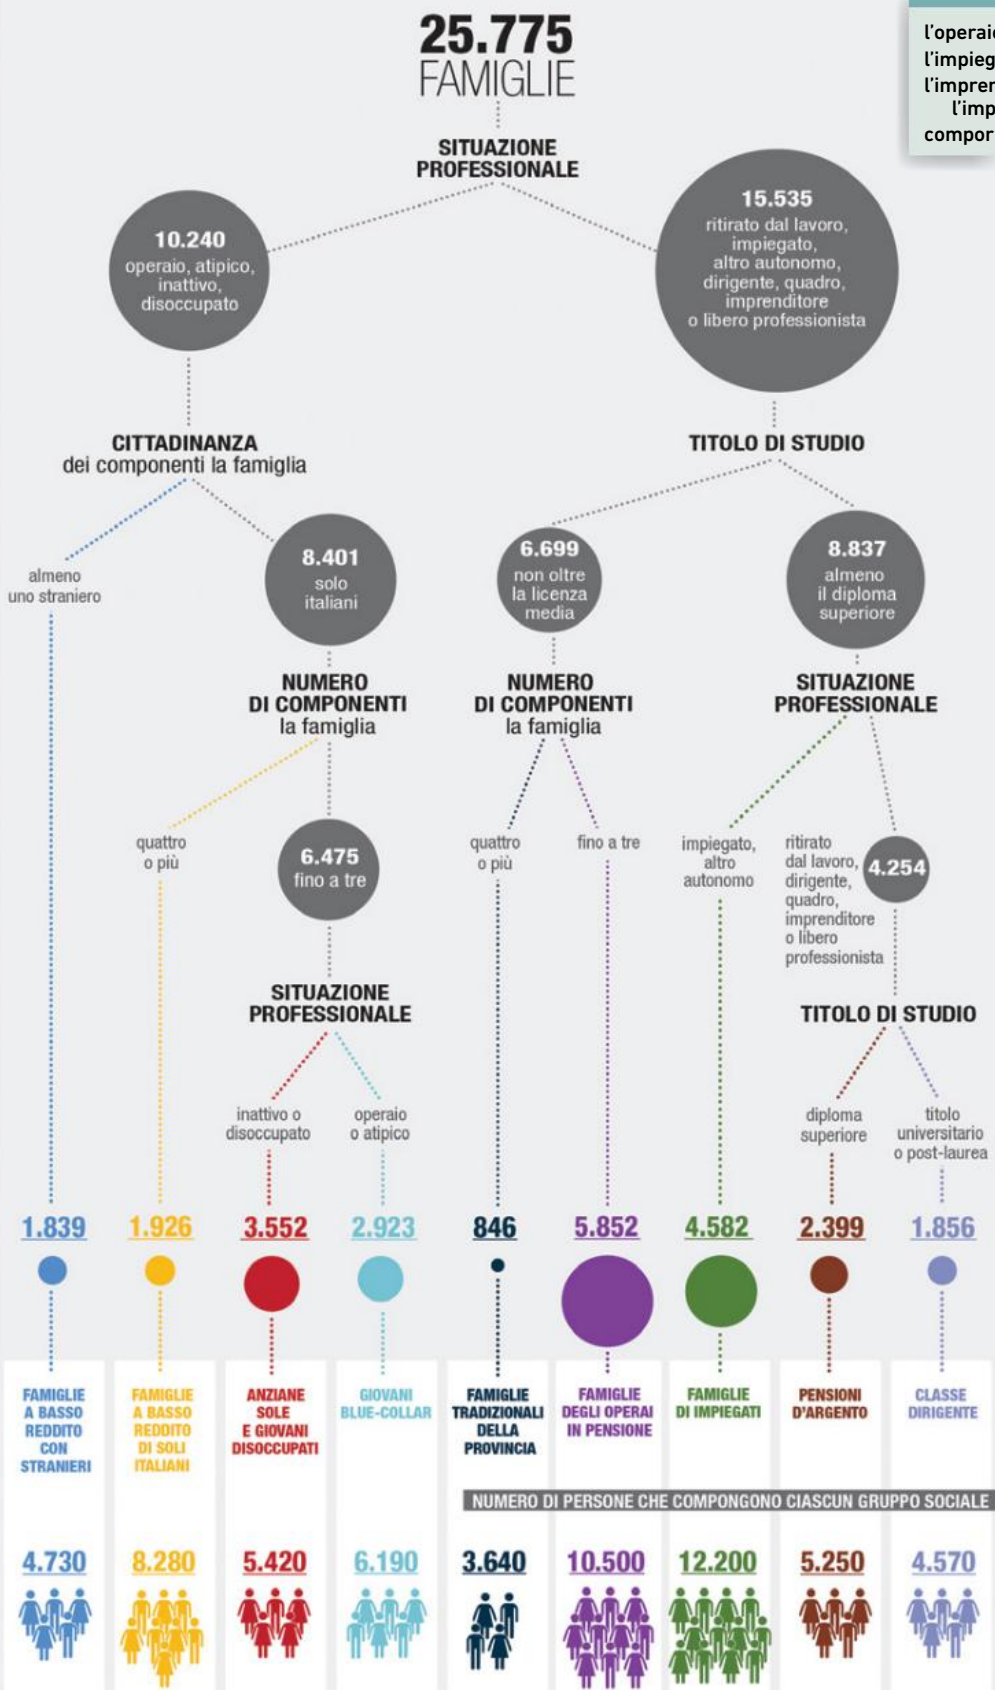 25.775
FAMIGLIE
l'impieg
compor
SITUAZIONE
PROFESSIONALE
10.240
operaio, atipico,
inattivo,
disoccupato
15.535
ritirato dal lavoro,
impiegato,
altro autonomo,
dirigente, quadro,
imprenditore
o libero professionista
CITTADINANZA
dei componenti la famiglia
TITOLO DI STUDIO
almeno
uno straniero
8.401
solo
italiani
6.699
non oltre
la licenza
media
8.837
almeno
il diploma
superiore
NUMERO
DI COMPONENTI
la famiglia
NUMERO
DI COMPONENTI
la famiglia
SITUAZIONE
PROFESSIONALE
quattro
o più
6.475
fino a tre
quattro
o più
fino a tre
impiegato,
altro
autonomo
ritirato
dal lavoro,
dirigente,
quadro,
imprenditore
o libero
professionista
4.254
SITUAZIONE
PROFESSIONALE
TITOLO DI STUDIO
inattivo o
disoccupato
operaio
o atipico
diploma
superiore
titolo
universitario
o post-laurea
1.839
1.926
3.552
2.923
846
5.852
4.582
2.399
1.856
FAMIGLIE
A BASSO
REDDITO
CON
STRANIERI
FAMIGLIE
A BASSO
REDDITO
DI SOLI
ITALIANI
ANZIANE
SOLE
E GIOVANI
DISOCCUPATI
GIOVANI
BLUE-COLLAR
FAMIGLIE
TRADIZIONALI
DELLA
PROVINCIA
FAMIGLIE
DEGLI OPERAI
IN PENSIONE
FAMIGLIE
DI IMPIEGATI
PENSIONI
D'ARGENTO
CLASSE
DIRIGENTE
NUMERO DI PERSONE CHE COMPONGONO CIASCUN GRUPPO SOCIALE
4.730
8.280
5.420
6.190
3.640
10.500
12.200
5.250
4.570